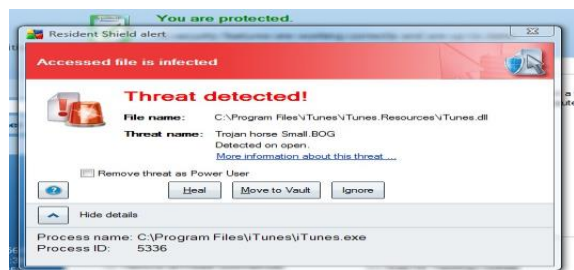 You are protected.
Resident Shield alert
Accessed file is infected
Threat detected!
File name: C:\Program Files\iTunes\iTunes.Resources\iTunes.dll
Threat name: Trojan horse Small.BOG
Detected on open.
More information about this threat ...
Remove threat as Power User
Heal Move to Vault Ignore
Hide details
Process name: C:\Program Files\iTunes\iTunes.exe
Process ID: 5336